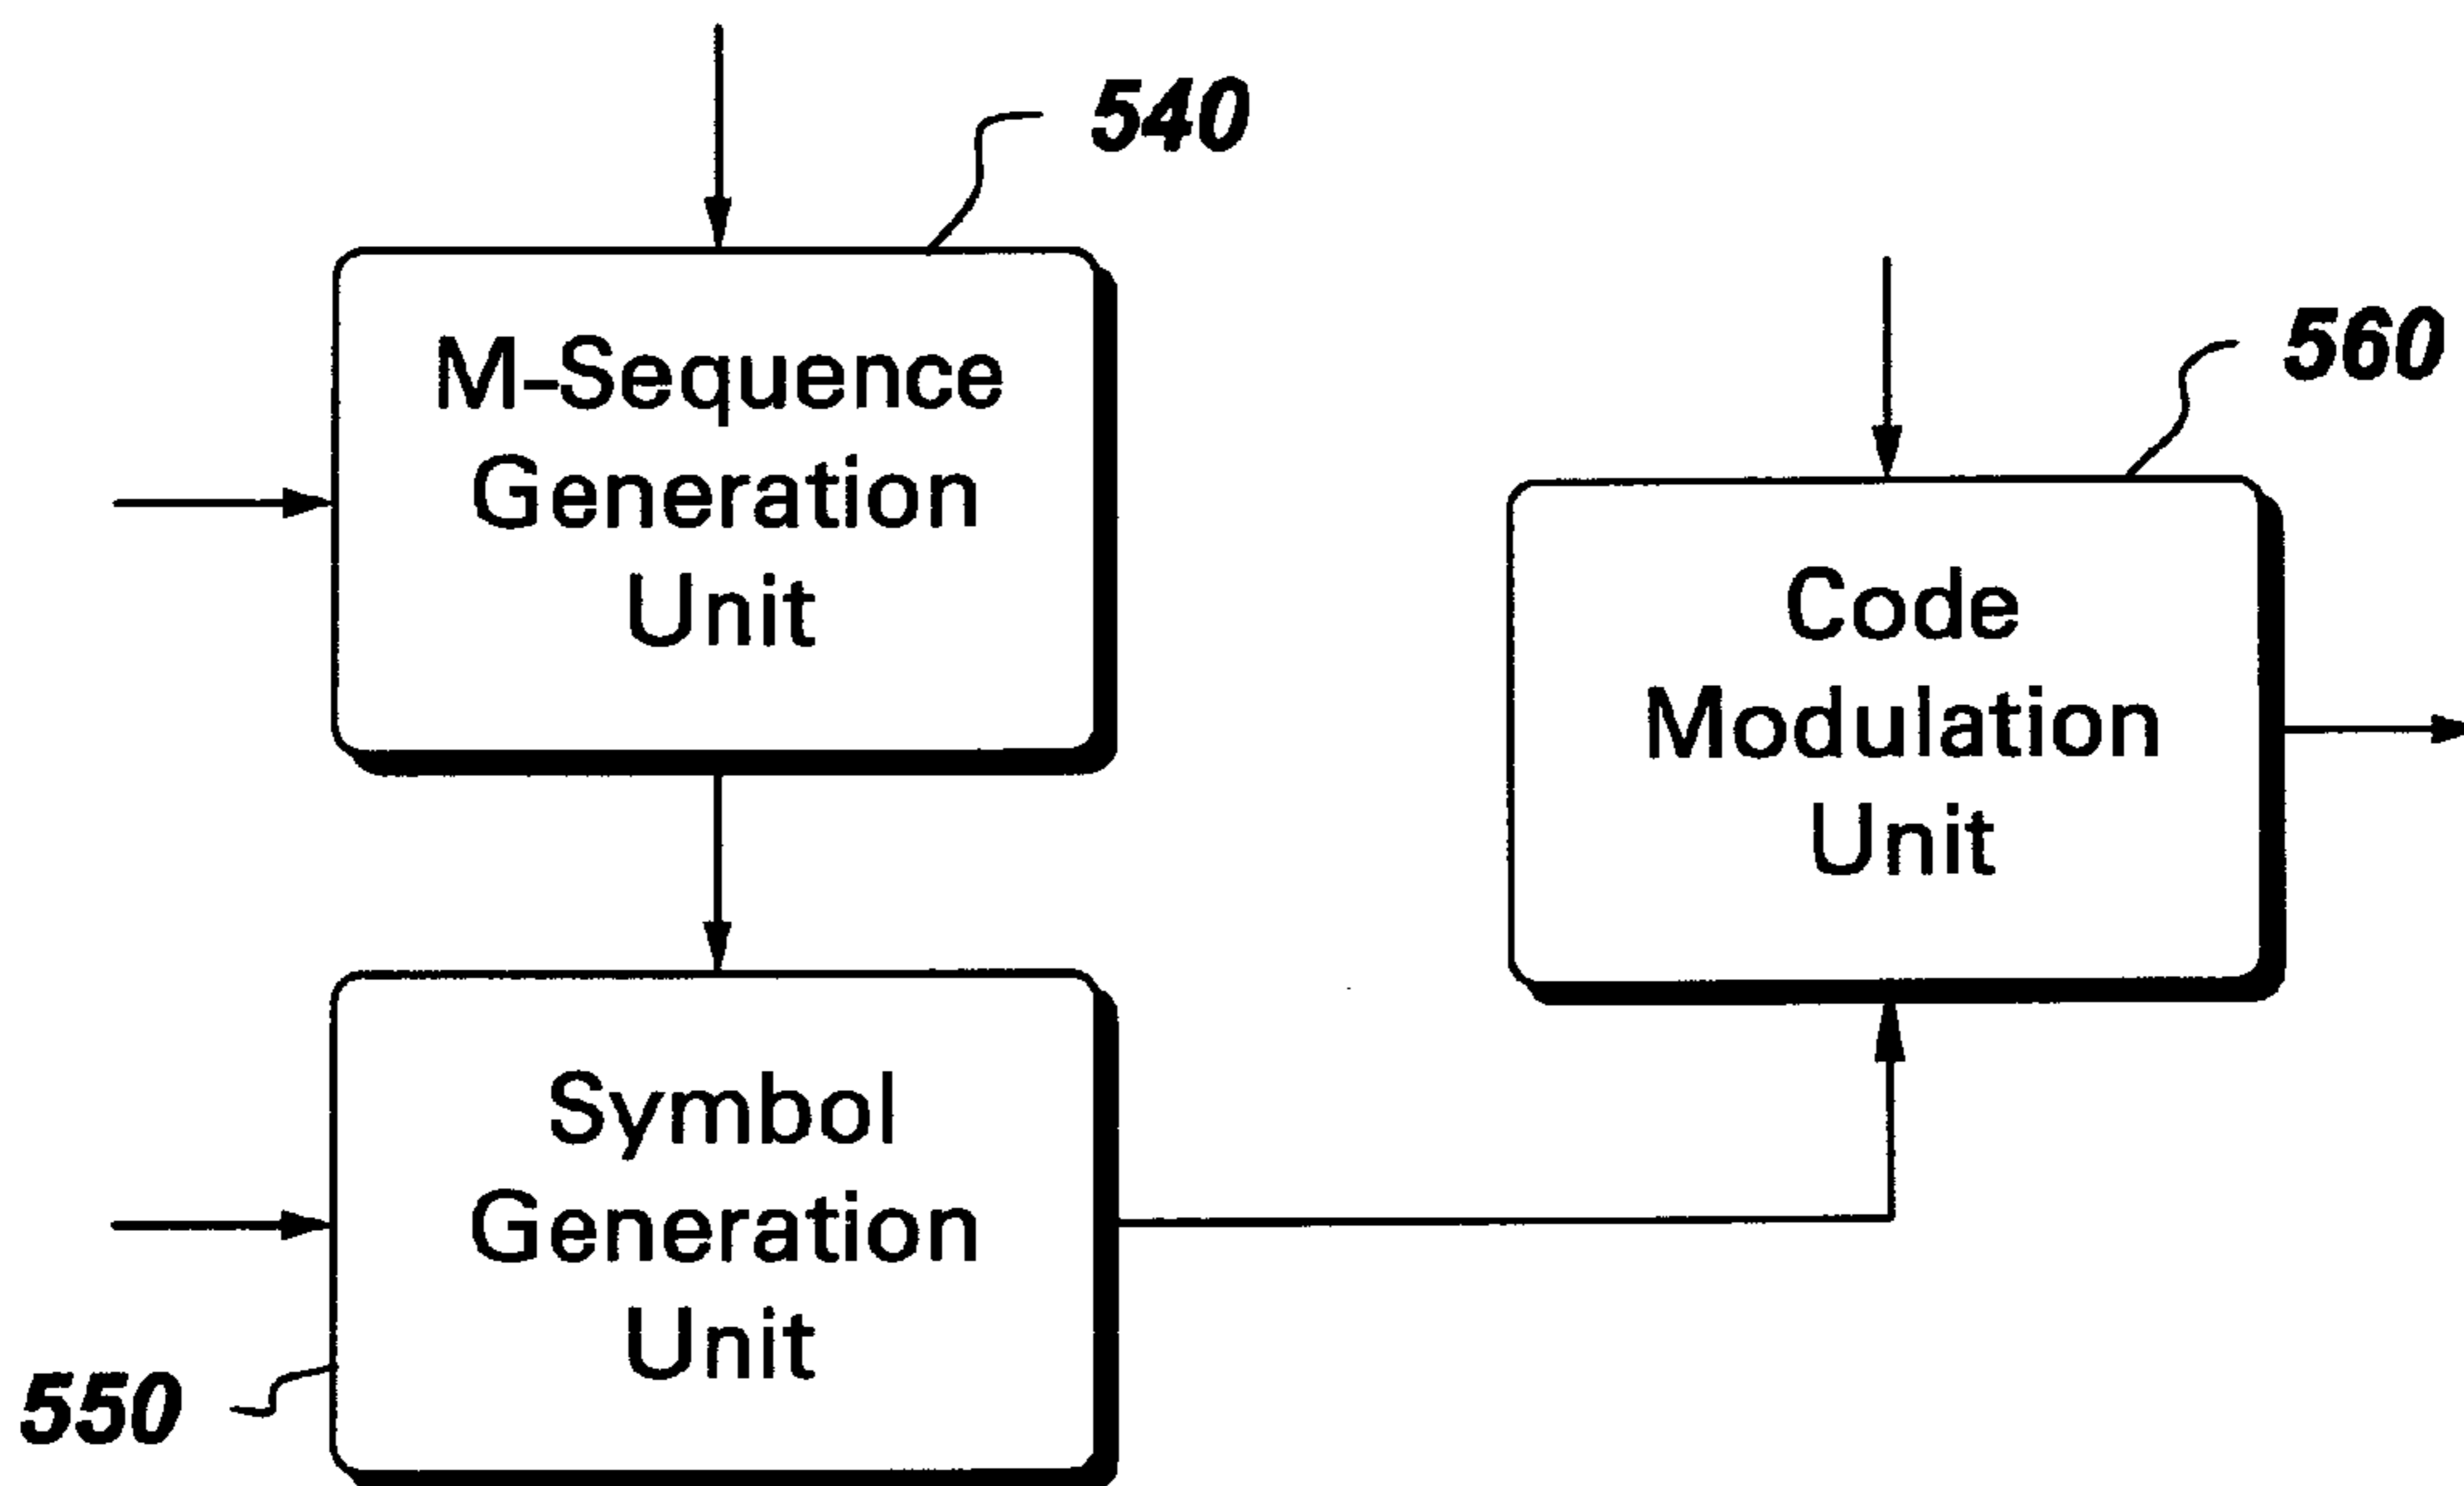 540
M-Sequence
Generation
Unit
560
Code
Modulation
Unit
Symbol
Generation
Unit
550